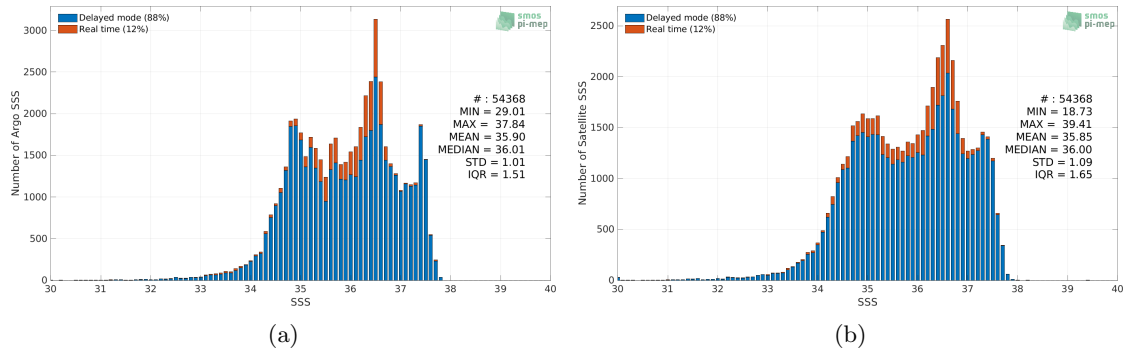 Delayed mode (88%)
Real time (12%)
smos
pi-mep
3000
2500
2000
1500
1000
500
0
Number of Argo SSS
# : 54368
MIN = 29.01
MAX = 37.84
MEAN = 35.90
MEDIAN = 36.01
STD = 1.01
IQR = 1.51
30 31 32 33 34 35 36 37 38 39 40
SSS
(a)
Delayed mode (88%)
Real time (12%)
smos
pi-mep
2500
2000
1500
1000
500
0
Number of Satellite SSS
# : 54368
MIN = 18.73
MAX = 39.41
MEAN = 35.85
MEDIAN = 36.00
STD = 1.09
IQR = 1.65
30 31 32 33 34 35 36 37 38 39 40
SSS
(b)